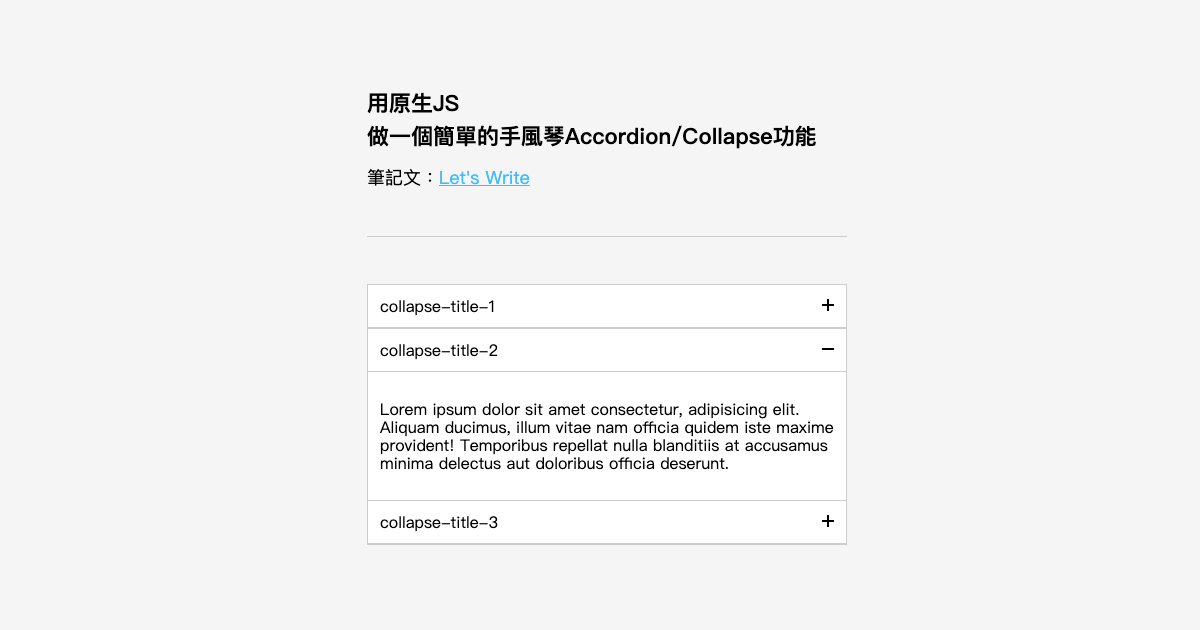 用原生JS
做一個簡單的手風琴Accordion/Collapse功能
筆記文：Let's Write
collapse-title-1
collapse-title-2
Lorem ipsum dolor sit amet consectetur, adipisicing elit.
Aliquam ducimus, illum vitae nam officia quidem iste maxime
provident! Temporibus repellat nulla blanditiis at accusamus
minima delectus aut doloribus officia deserunt.
collapse-title-3